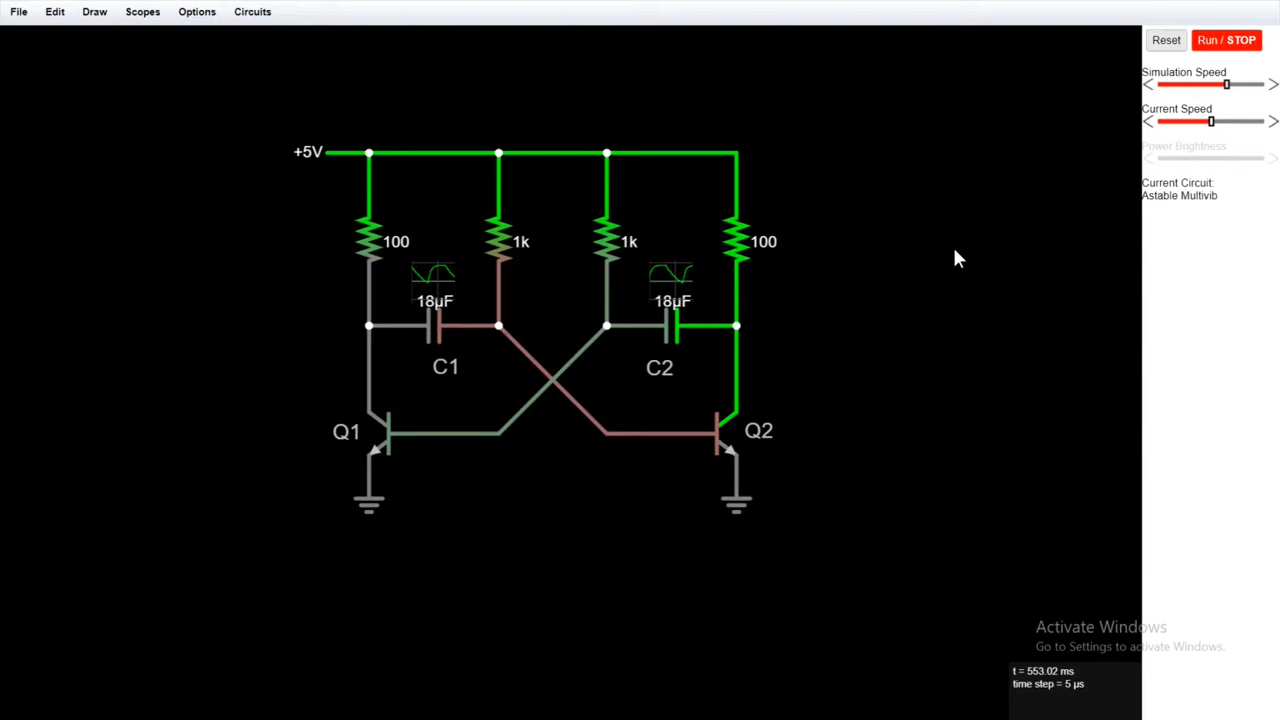 File Edit Draw Scopes Options Circuits
Reset Run / STOP
Simulation Speed
Current Speed
Power Brightness
Current Circuit:
Astable Multivib
+5V
100 1k 1k 100
18µF 18µF
C1 C2
Q1 Q2
Activate Windows
Go to Settings to activate Windows.
t = 553.02 ms
time step = 5 µs